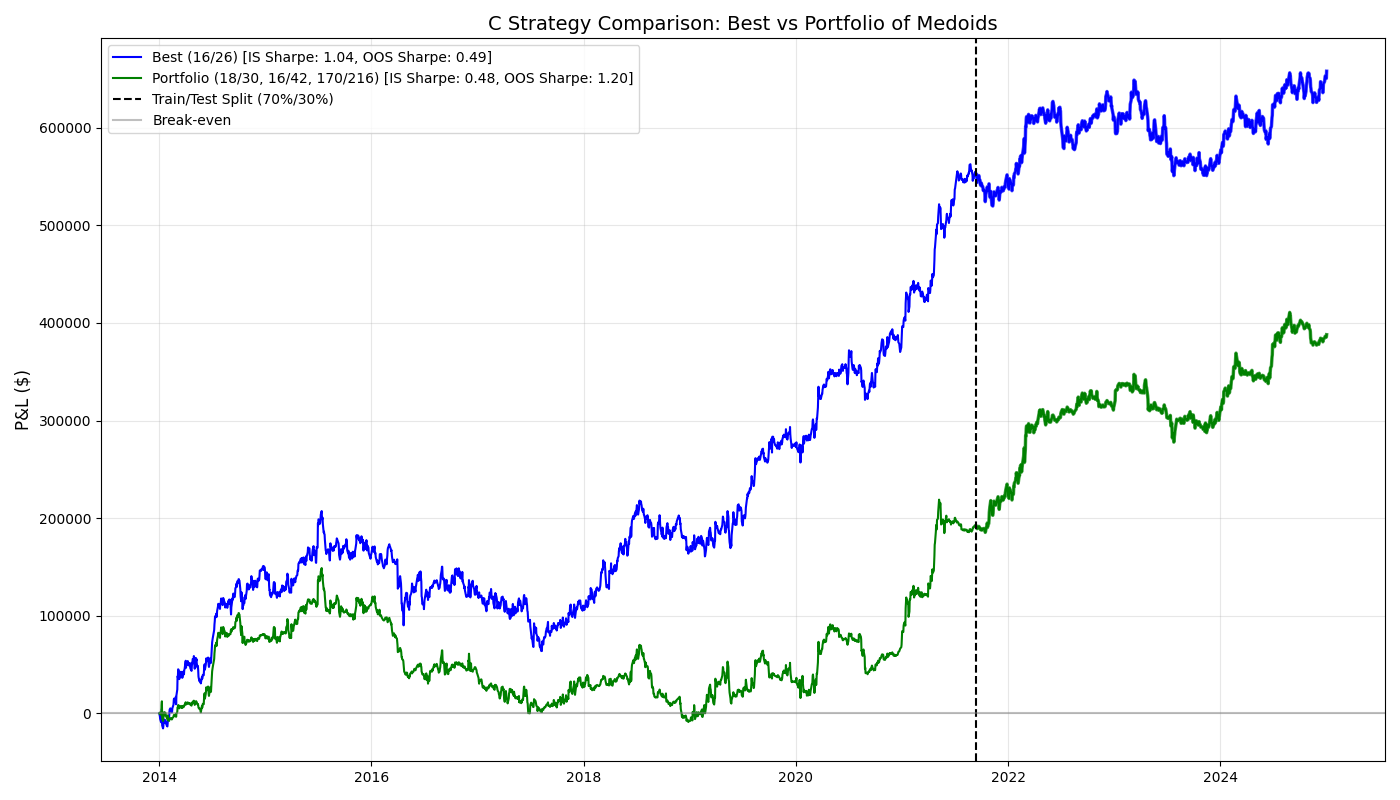 C Strategy Comparison: Best vs Portfolio of Medoids
Best (16/26) [IS Sharpe: 1.04, OOS Sharpe: 0.49]
Portfolio (18/30, 16/42, 170/216) [IS Sharpe: 0.48, OOS Sharpe: 1.20]
Train/Test Split (70%/30%)
Break-even
P&L ($)
600000
500000
400000
300000
200000
100000
0
2014
2016
2018
2020
2022
2024